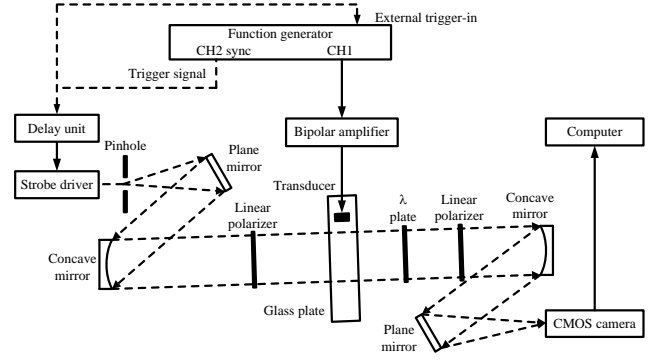 External trigger-in
Function generator
CH2 sync
CH1
Trigger signal
Delay unit
Bipolar amplifier
Computer
Pinhole
Plane
mirror
Strobe driver
Transducer
Linear
polarizer
λ
plate
Linear
polarizer
Concave
mirror
Concave
mirror
Glass plate
Plane
mirror
CMOS camera